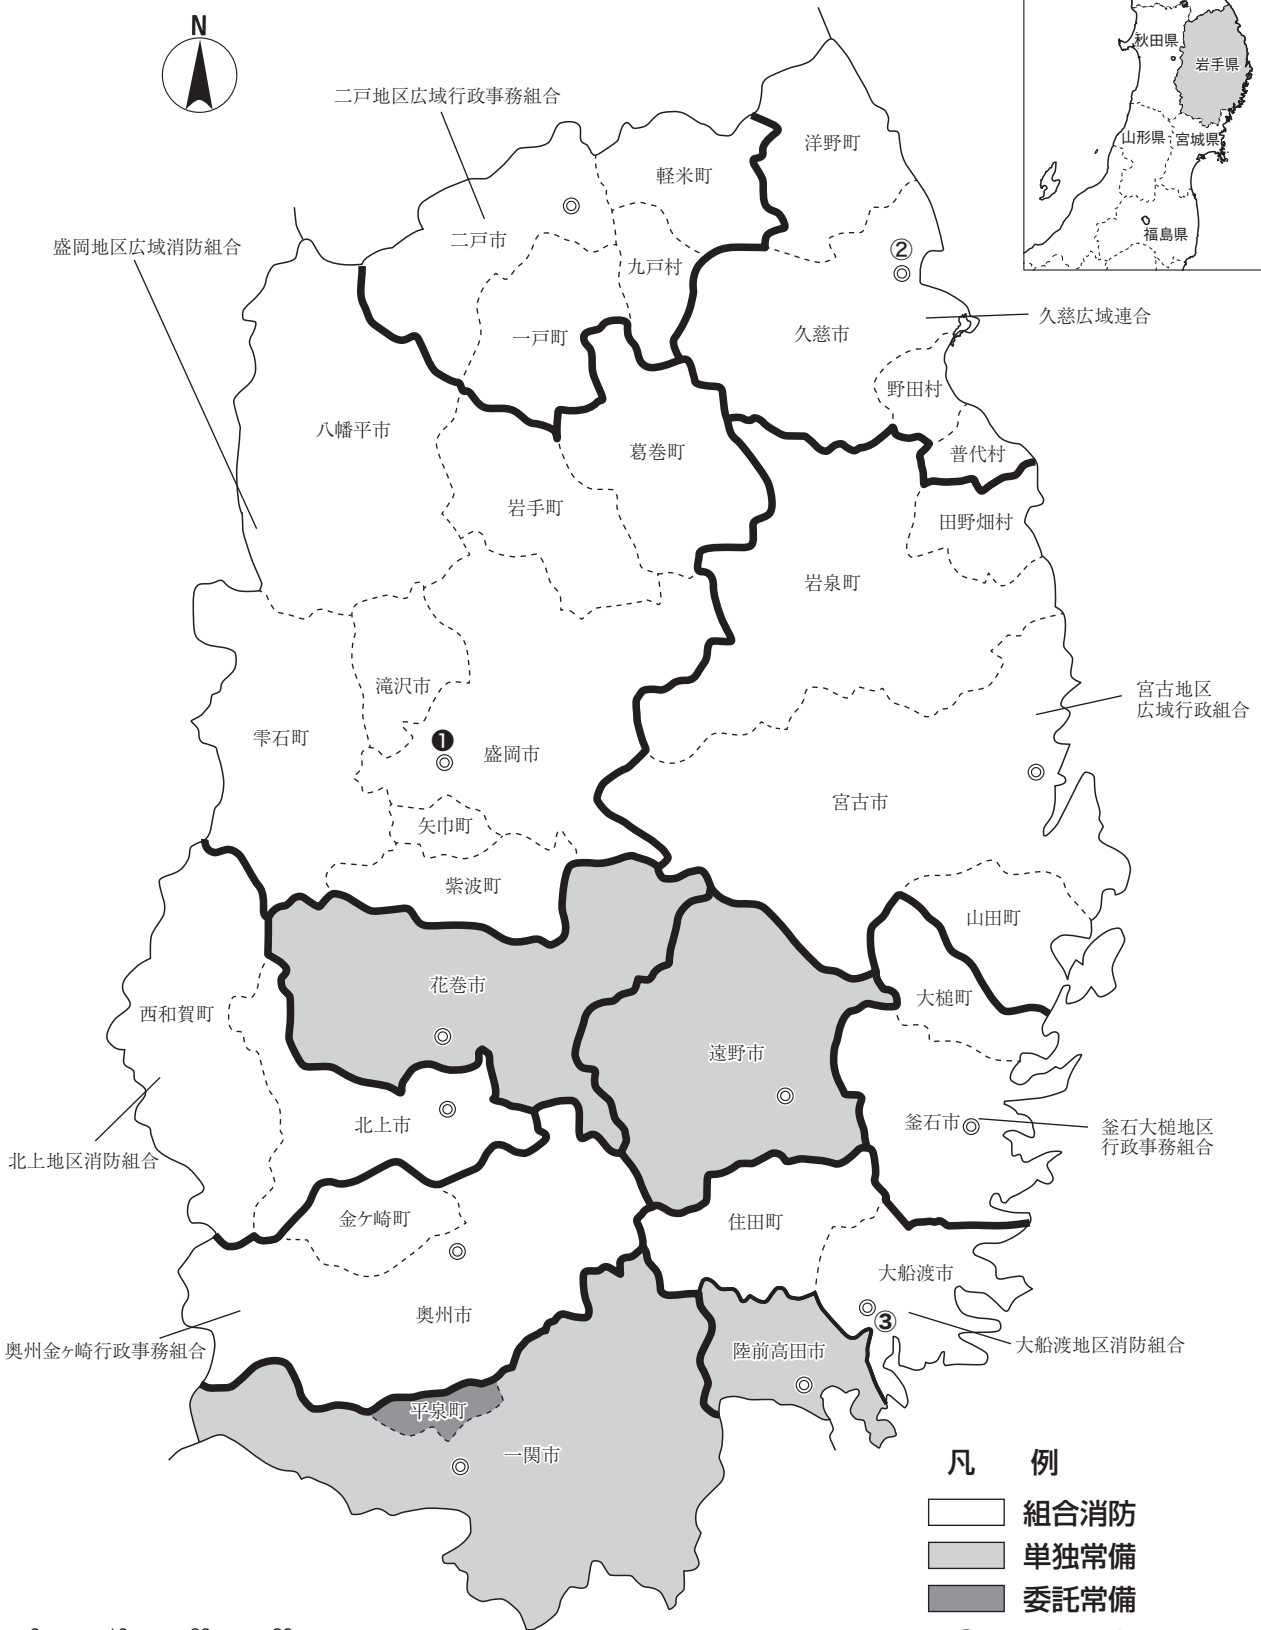 N
秋田県
岩手県
山形県
宮城県
福島県
二戸地区広域行政事務組合
洋野町
軽米町
二戸市
盛岡地区広域消防組合
九戸村
②
久慈広域連合
一戸町
久慈市
野田村
八幡平市
葛巻町
普代村
岩手町
田野畑村
岩泉町
滝沢市
宮古地区
広域行政組合
雫石町
❶
盛岡市
宮古市
矢巾町
紫波町
山田町
花巻市
大槌町
西和賀町
遠野市
北上市
釜石市
釜石大槌地区
行政事務組合
北上地区消防組合
金ケ崎町
住田町
大船渡市
奥州市
③
奥州金ヶ崎行政事務組合
陸前高田市
大船渡地区消防組合
平泉町
一関市
凡 例
組合消防
単独常備
委託常備